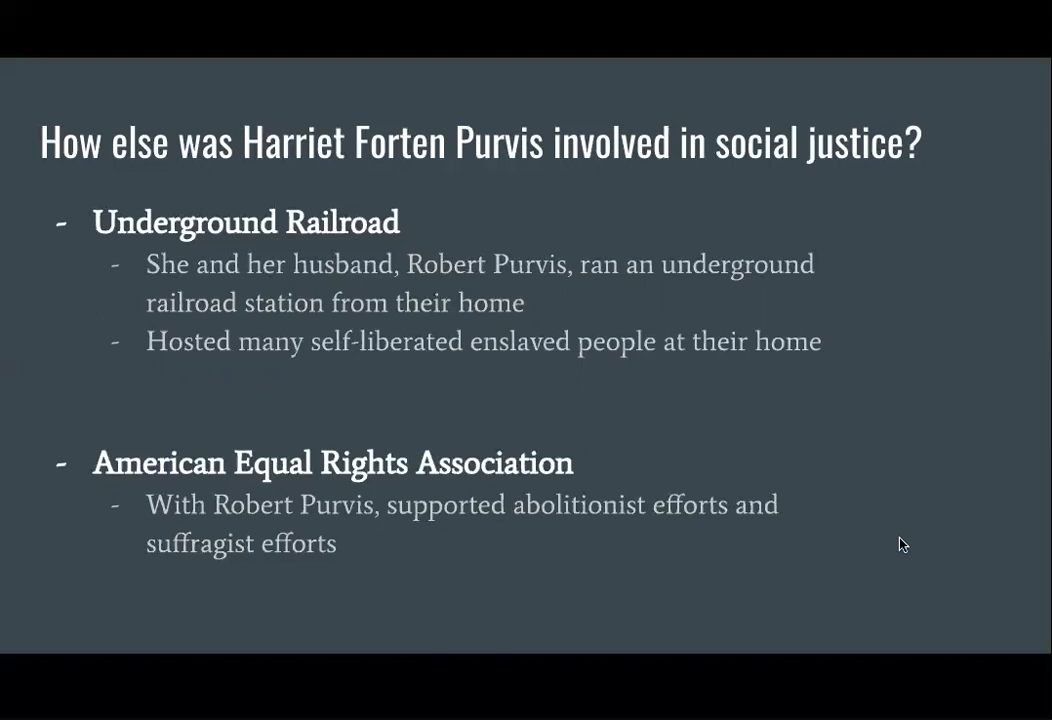 How else was Harriet Forten Purvis involved in social justice?
- Underground Railroad
- She and her husband, Robert Purvis, ran an underground
railroad station from their home
- Hosted many self-liberated enslaved people at their home
- American Equal Rights Association
- With Robert Purvis, supported abolitionist efforts and
suffragist efforts